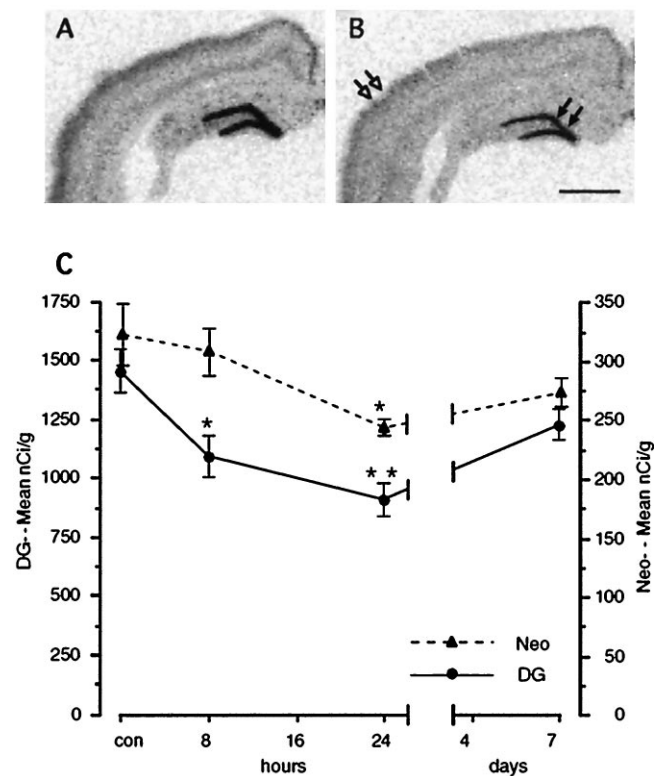 A
B
C
1750
1500
1250
1000
750
500
250
0
DG--Mean nCi/g
350
300
250
200
150
100
50
0
Neo--Mean nCi/g
*
*
**
Neo
DG
con 8 16 24 4 7
hours days